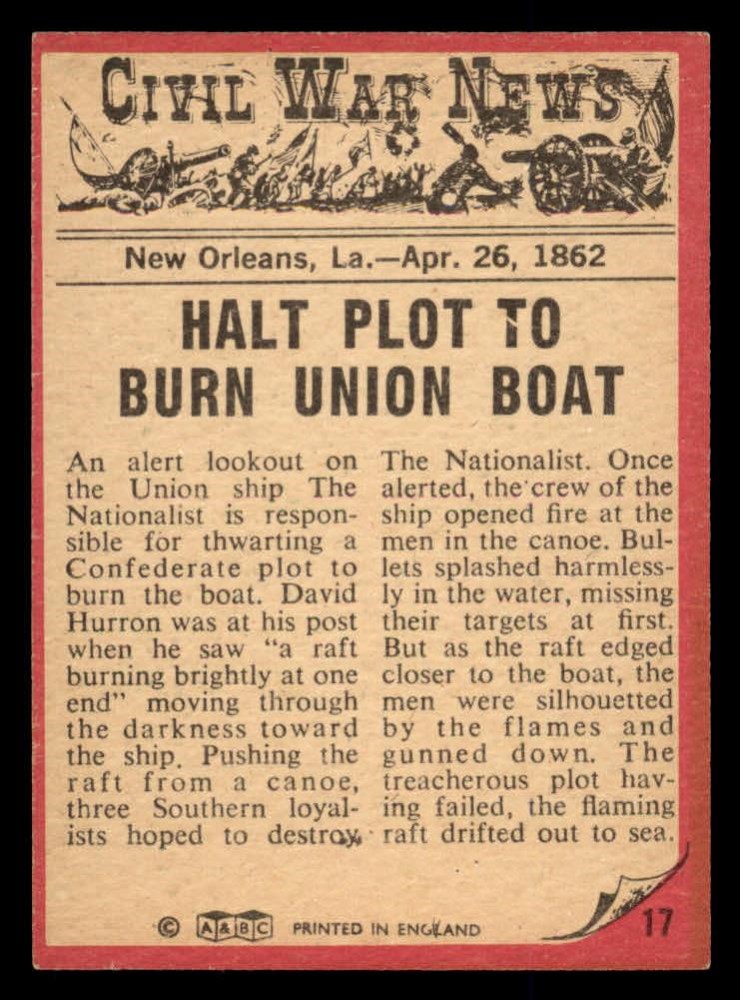 CIVIL WAR NEWS
New Orleans, La.—Apr. 26, 1862
HALT PLOT TO
BURN UNION BOAT
An alert lookout on
the Union ship The
Nationalist is respon-
sible for thwarting a
Confederate plot to
burn the boat. David
Hurron was at his post
when he saw "a raft
burning brightly at one
end" moving through
the darkness toward
the ship. Pushing the
raft from a canoe,
three Southern loyal-
ists hoped to destroy
The Nationalist. Once
alerted, the crew of the
ship opened fire at the
men in the canoe. Bul-
lets splashed harmless-
ly in the water, missing
their targets at first.
But as the raft edged
closer to the boat, the
men were silhouetted
by the flames and
gunned down. The
treacherous plot hav-
ing failed, the flaming
raft drifted out to sea.
© A&BC PRINTED IN ENGLAND
17